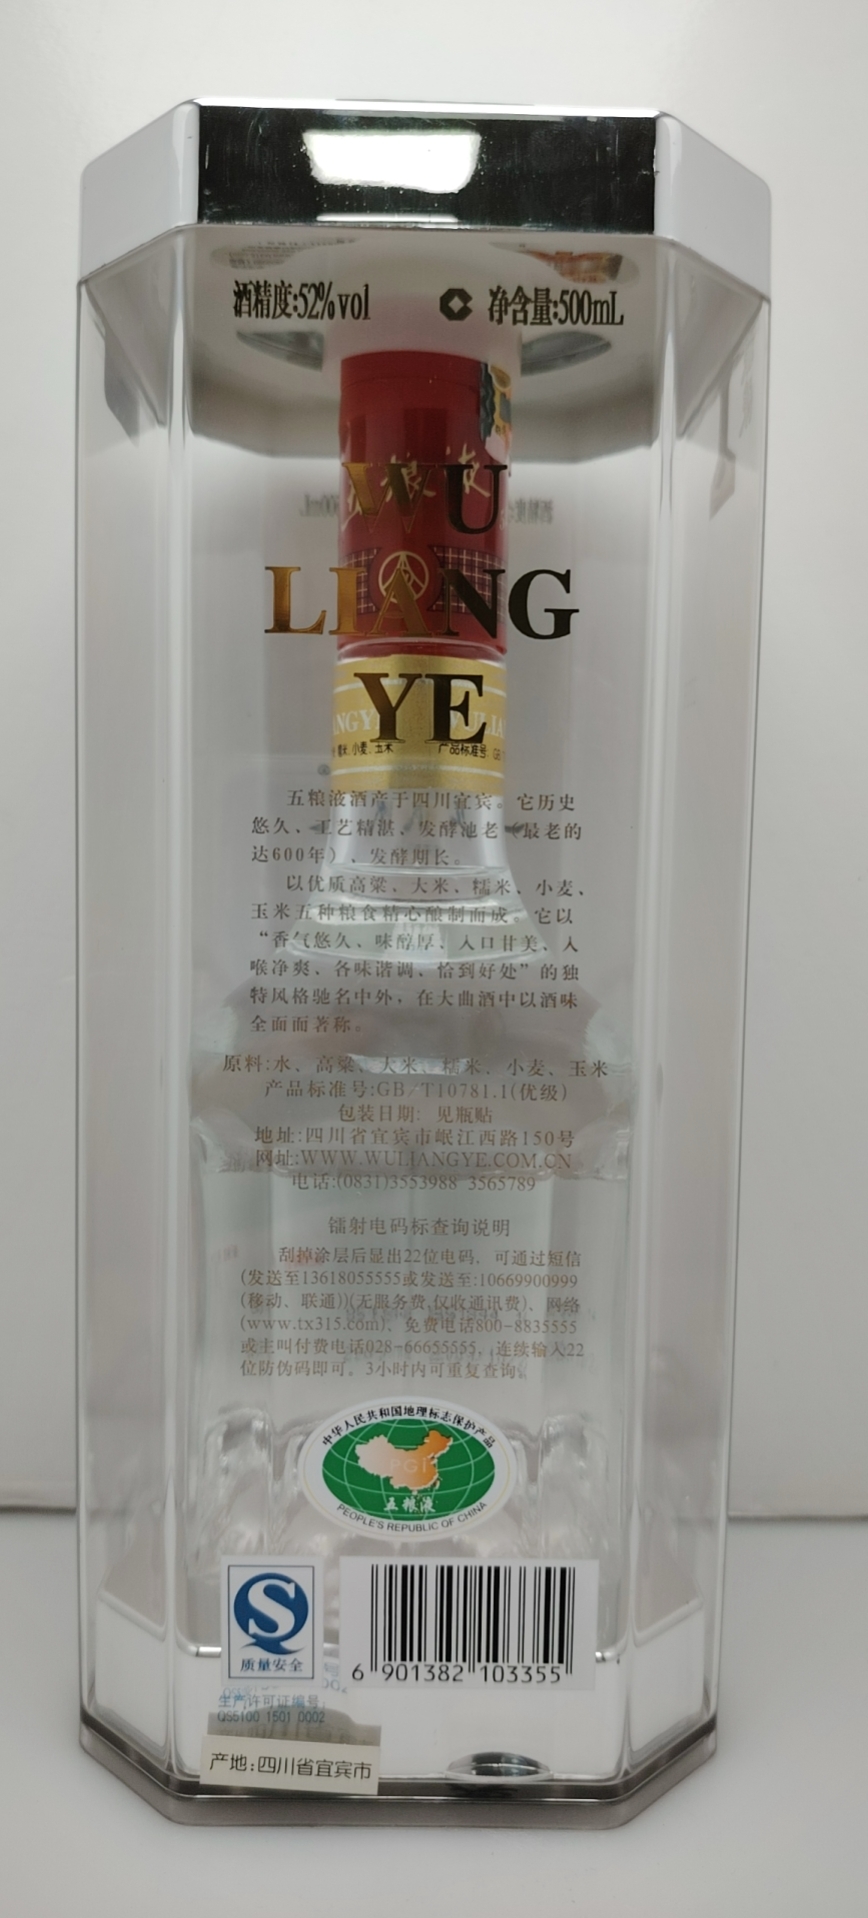 酒精度:52%vol
净含量:500mL
WU
LIANG
YE
糯米、小麦、玉米
产品标准号
五粮液酒产于四川宜宾。它历史
悠久、工艺精湛、发酵池老(最老的
达600年)、发酵期长。
以优质高粱、大米、糯米、小麦、
玉米五种粮食精心酿制而成。它以
“香气悠久、味醇厚、入口甘美、入
喉净爽、各味谐调、恰到好处”的独
特风格驰名中外，在大曲酒中以酒味
全面而著称。
原料:水、高粱、大米、糯米、小麦、玉米
产品标准号:GB/T10781.1(优级)
包装日期: 见瓶贴
地址:四川省宜宾市岷江西路150号
网址:WWW.WULIANGYE.COM.CN
电话:(0831)3553988 3565789
镭射电码标查询说明
刮掉涂层后显出22位电码，可通过短信
(发送至13618055555或发送至:10669900999
(移动、联通))(无服务费,仅收通讯费)、网络
(www.tx315.com)、免费电话800-8835555
或主叫付费电话028-66655555，连续输入22
位防伪码即可。3小时内可重复查询。
中华人民共和国地理标志保护产品
PGI
五粮液
PEOPLE'S REPUBLIC OF CHINA
质量安全
6 901382 103355
生产许可证编号:
QS5100 1501 0002
产地:四川省宜宾市